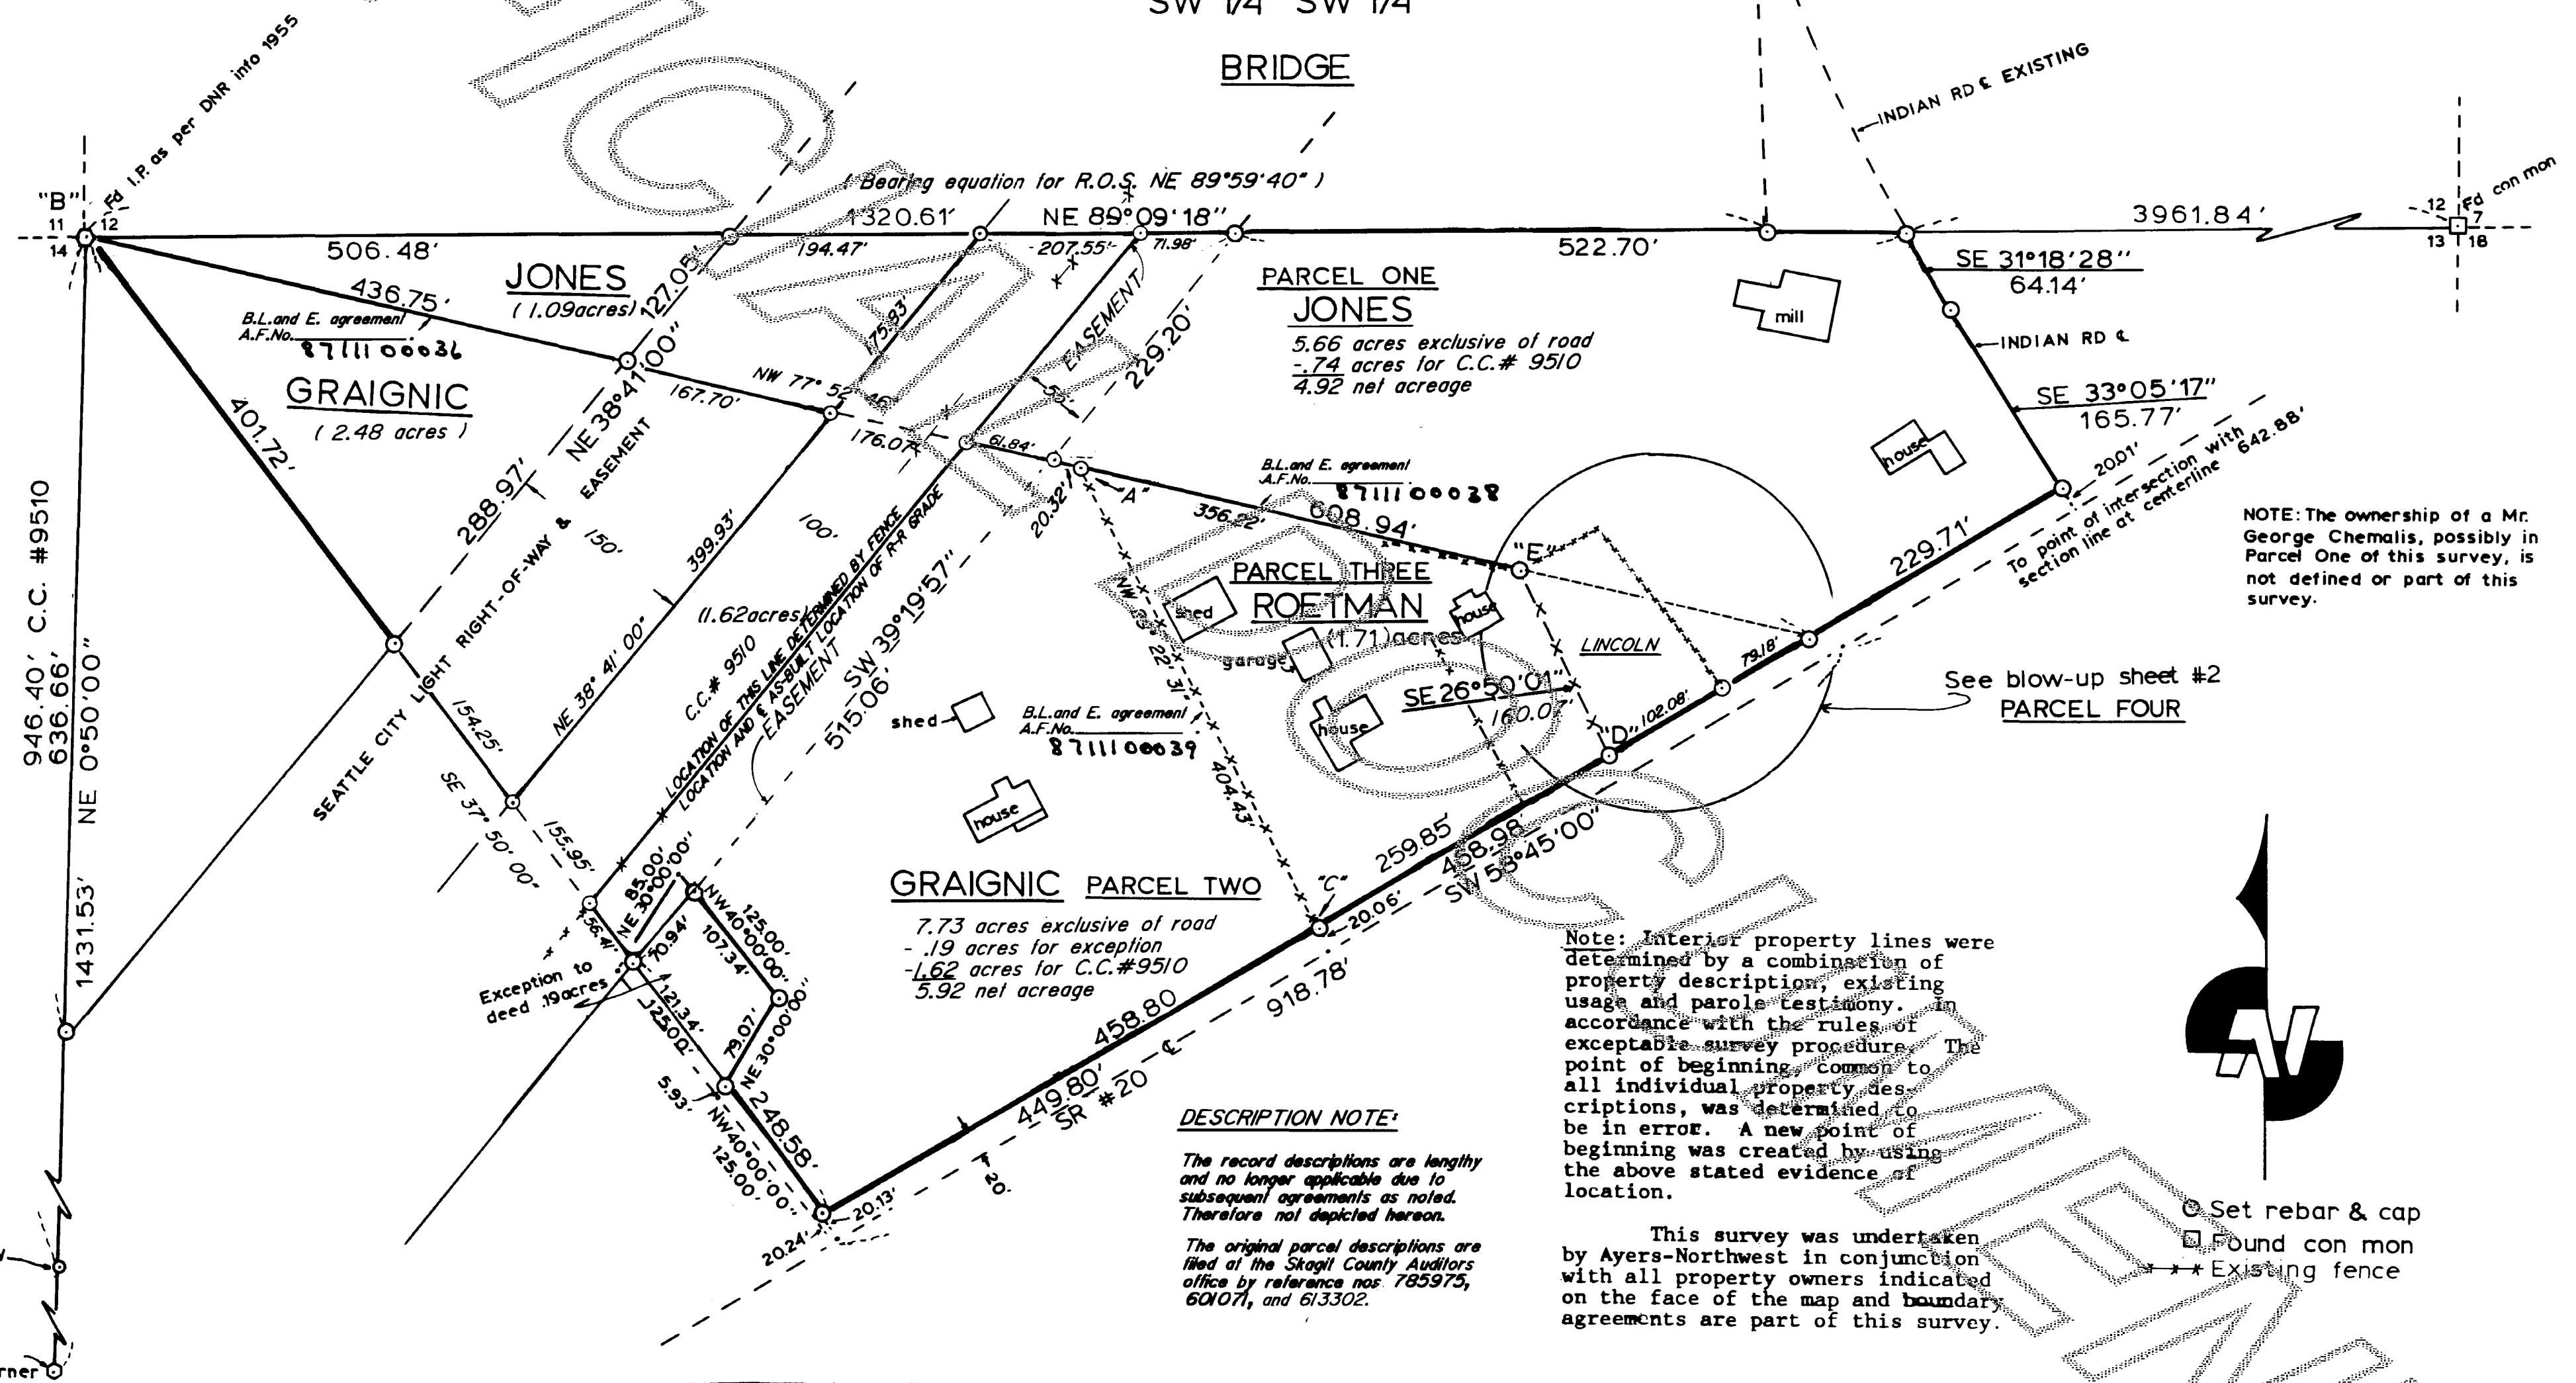 SW 1/4 SW 1/4
BRIDGE
Fd I.P. as per DNR info 1955
INDIAN RD ℄ EXISTING
( Bearing equation for R.O.S. NE 89°59'40" )
"B"
11 12
14
1320.61'
NE 89°09'18"
3961.84'
12 7
13 18
Fd con mon
506.48'
194.47'
207.55'
71.98'
522.70'
JONES
(1.09acres)
127.05'
436.75'
B.L.and E. agreement
A.F.No.
8711100036
GRAIGNIC
( 2.48 acres )
175.93'
EASEMENT
55'
229.20'
PARCEL ONE
JONES
5.66 acres exclusive of road
-.74 acres for C.C.# 9510
4.92 net acreage
mill
SE 31°18'28"
64.14'
INDIAN RD ℄
SE 33°05'17"
165.77'
house
20.01'
To point of intersection with
section line at centerline 642.88'
NW 77° 52' 46"
167.70'
176.07'
61.84'
"A"
20.32'
401.72'
NE 38°41'00"
288.97'
SEATTLE CITY LIGHT RIGHT-OF-WAY &
EASEMENT
150'
399.93'
NE 38° 41' 00"
100'
(1.62acres)
C.C.# 9510
LOCATION OF THIS LINE DETERMINED BY FENCE
LOCATION AND ℄ AS-BUILT LOCATION OF R-R GRADE
EASEMENT
SW 39°19'57"
515.06'
B.L.and E. agreement
A.F.No.
8711100038
356.22'
608.94'
"E"
PARCEL THREE
ROETMAN
(1.71)acres
shed
garage
house
house
LINCOLN
SE 26°50'01"
160.07'
"D"
102.08'
79.18'
229.71'
NOTE: The ownership of a Mr.
George Chemalis, possibly in
Parcel One of this survey, is
not defined or part of this
survey.
See blow-up sheet #2
PARCEL FOUR
946.40' C.C. #9510
636.66'
1431.53' NE 0°50'00"
154.25'
SE 37° 50' 00"
155.95'
shed
B.L.and E. agreement
A.F.No.
8711100039
house
404.43'
"C"
20.06'
259.85'
458.98'
SW 58°45'00"
85.00'
NE 30°00'00"
70.94'
56.41'
125.00'
NW40°00'00"
107.34'
Exception to
deed .19acres
121.34'
125.00'
79.07'
NE 30°00'00"
5.93'
248.58'
NW40°00'00"
125.00'
20.24'
20.13'
GRAIGNIC PARCEL TWO
7.73 acres exclusive of road
- .19 acres for exception
-1.62 acres for C.C.#9510
5.92 net acreage
458.80
918.78'
449.80'
SR #20
℄
20'
DESCRIPTION NOTE:
The record descriptions are lengthy
and no longer applicable due to
subsequent agreements as noted.
Therefore not depicted hereon.
The original parcel descriptions are
filed at the Skagit County Auditors
office by reference nos. 785975,
601071, and 613302.
Note: Interior property lines were
determined by a combination of
property description, existing
usage and parole testimony. In
accordance with the rules of
exceptable survey procedure. The
point of beginning, common to
all individual property des-
criptions, was determined to
be in error. A new point of
beginning was created by using
the above stated evidence of
location.
This survey was undertaken
by Ayers-Northwest in conjunction
with all property owners indicated
on the face of the map and boundary
agreements are part of this survey.
N
Set rebar & cap
Found con mon
Existing fence
rner